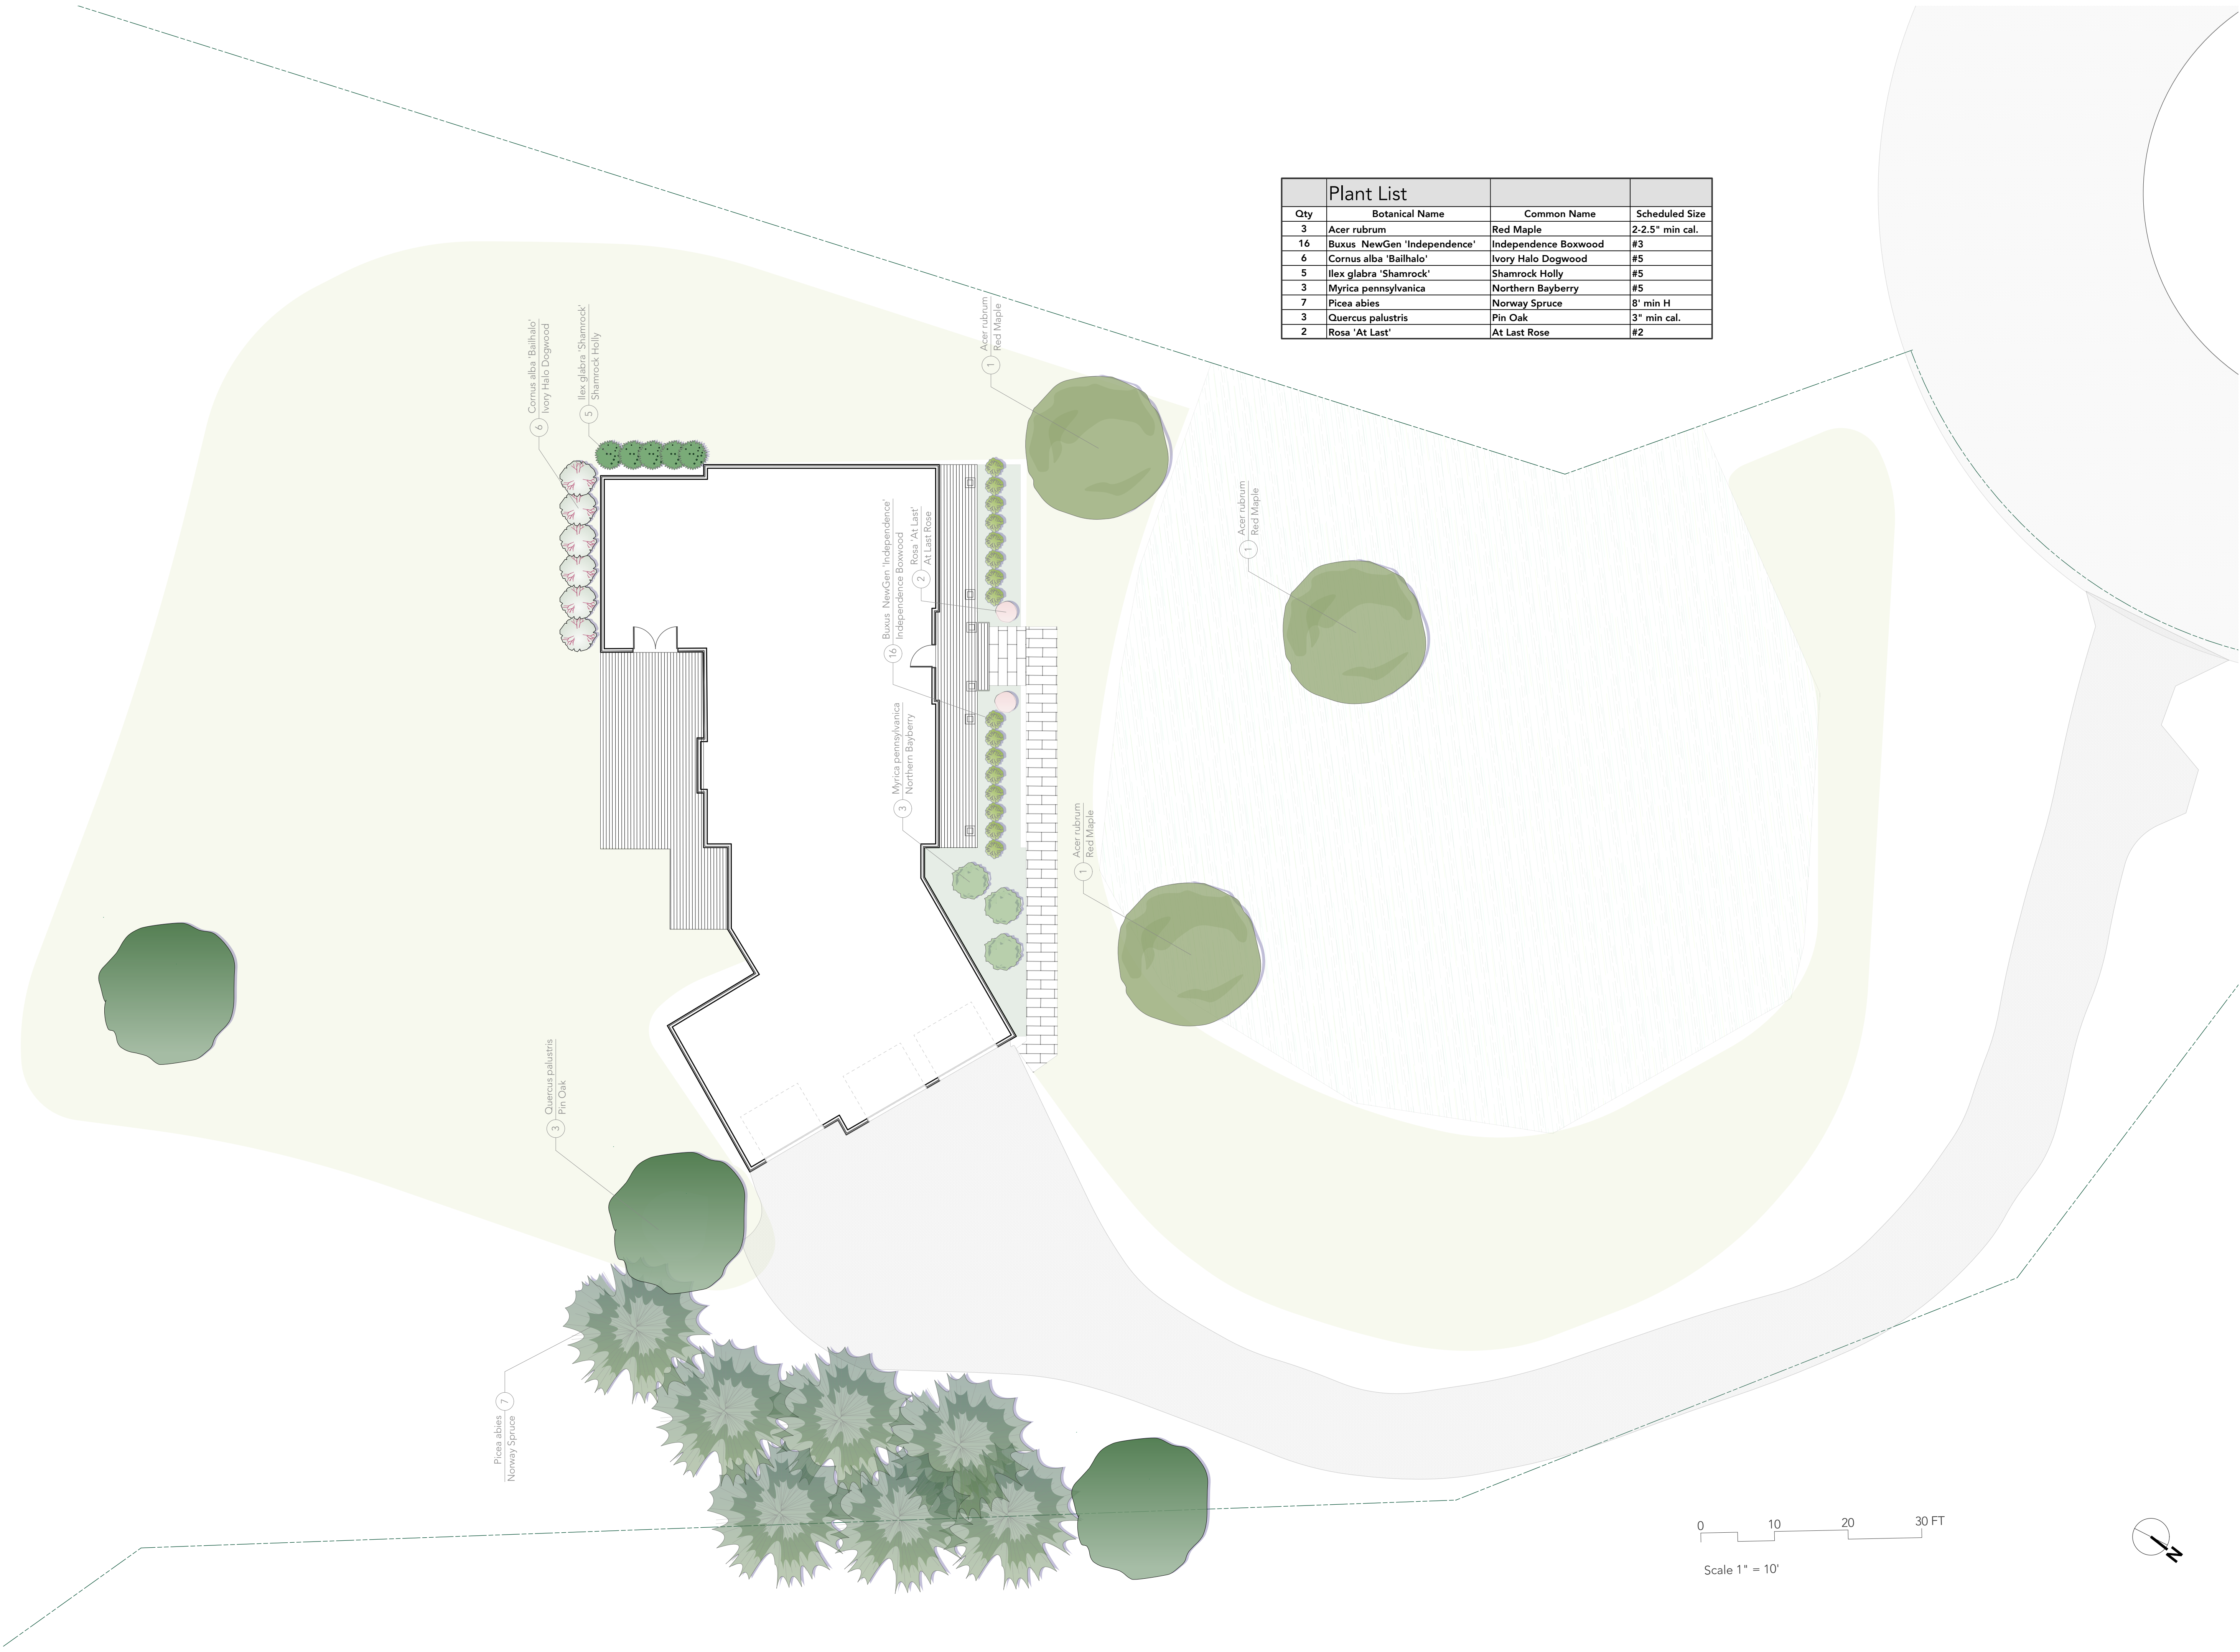 Plant List
Qty Botanical Name Common Name Scheduled Size
3 Acer rubrum Red Maple 2-2.5" min cal.
16 Buxus  NewGen 'Independence' Independence Boxwood #3
6 Cornus alba 'Bailhalo' Ivory Halo Dogwood #5
5 Ilex glabra 'Shamrock' Shamrock Holly #5
3 Myrica pennsylvanica Northern Bayberry #5
7 Picea abies Norway Spruce 8' min H
3 Quercus palustris Pin Oak 3" min cal.
2 Rosa 'At Last' At Last Rose #2
6
Cornus alba 'Bailhalo'
Ivory Halo Dogwood
5
Ilex glabra 'Shamrock'
Shamrock Holly
1
Acer rubrum
Red Maple
16
Buxus  NewGen 'Independence'
Independence Boxwood
2
Rosa 'At Last'
At Last Rose
1
Acer rubrum
Red Maple
3
Myrica pennsylvanica
Northern Bayberry
1
Acer rubrum
Red Maple
3
Quercus palustris
Pin Oak
7
Picea abies
Norway Spruce
0 10 20 30 FT
Scale 1" = 10'
N